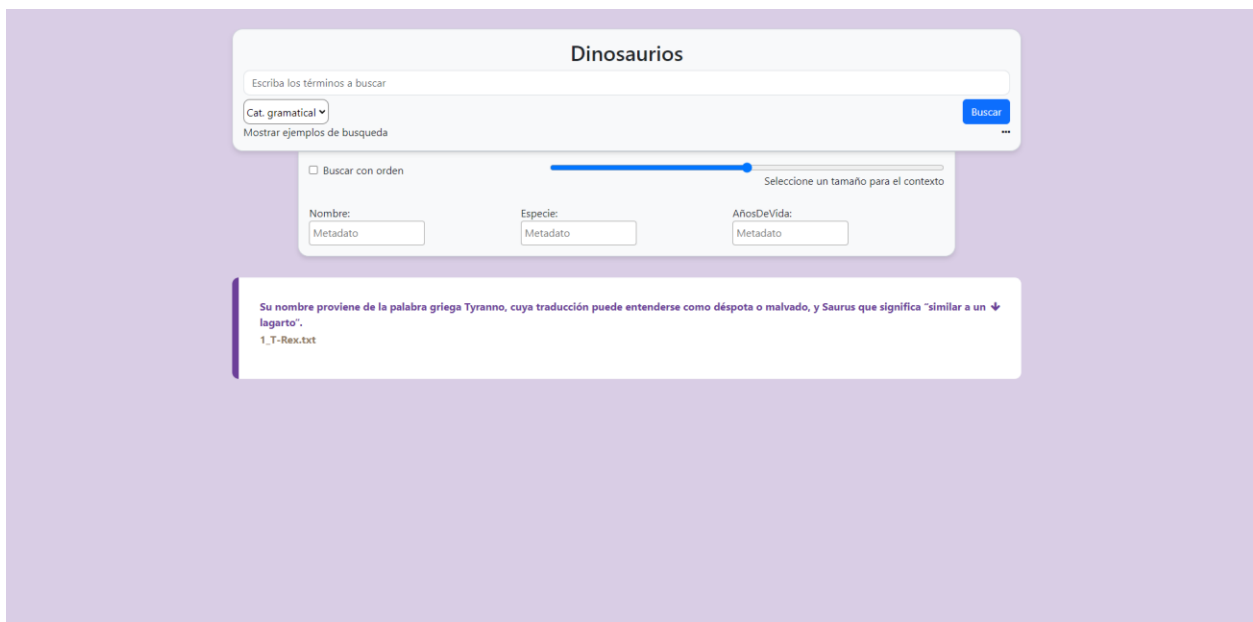 Dinosaurios
Escriba los términos a buscar
Cat. gramatical
Buscar
Mostrar ejemplos de busqueda
Buscar con orden
Seleccione un tamaño para el contexto
Nombre: Especie: AñosDeVida:
Metadato Metadato Metadato
Su nombre proviene de la palabra griega Tyranno, cuya traducción puede entenderse como déspota o malvado, y Saurus que significa “similar a un
lagarto”.
1_T-Rex.txt